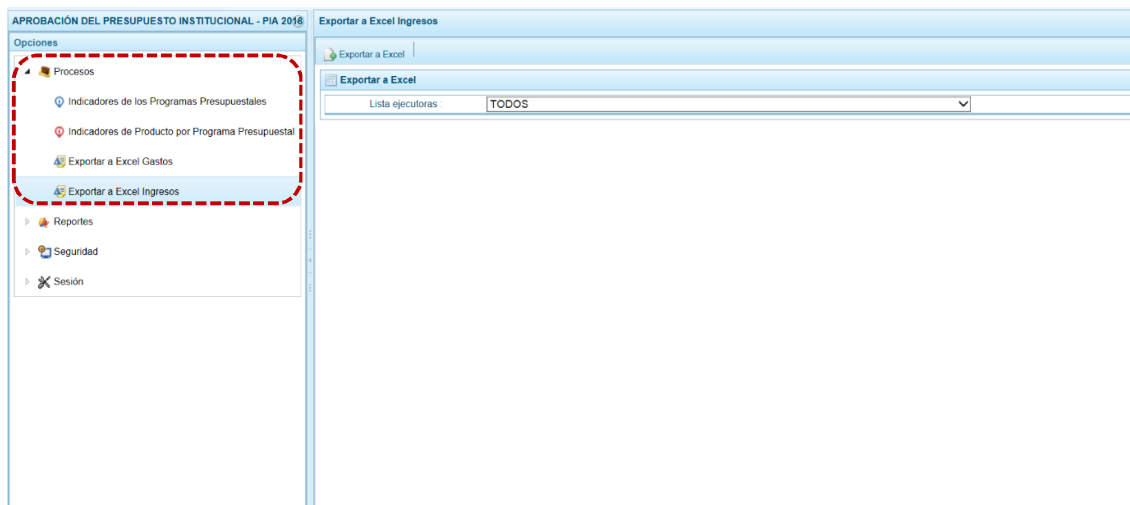 APROBACIÓN DEL PRESUPUESTO INSTITUCIONAL - PIA 2018
Opciones
Procesos
Indicadores de los Programas Presupuestales
Indicadores de Producto por Programa Presupuestal
Exportar a Excel Gastos
Exportar a Excel Ingresos
Reportes
Seguridad
Sesión
Exportar a Excel Ingresos
Exportar a Excel
Exportar a Excel
Lista ejecutoras : TODOS